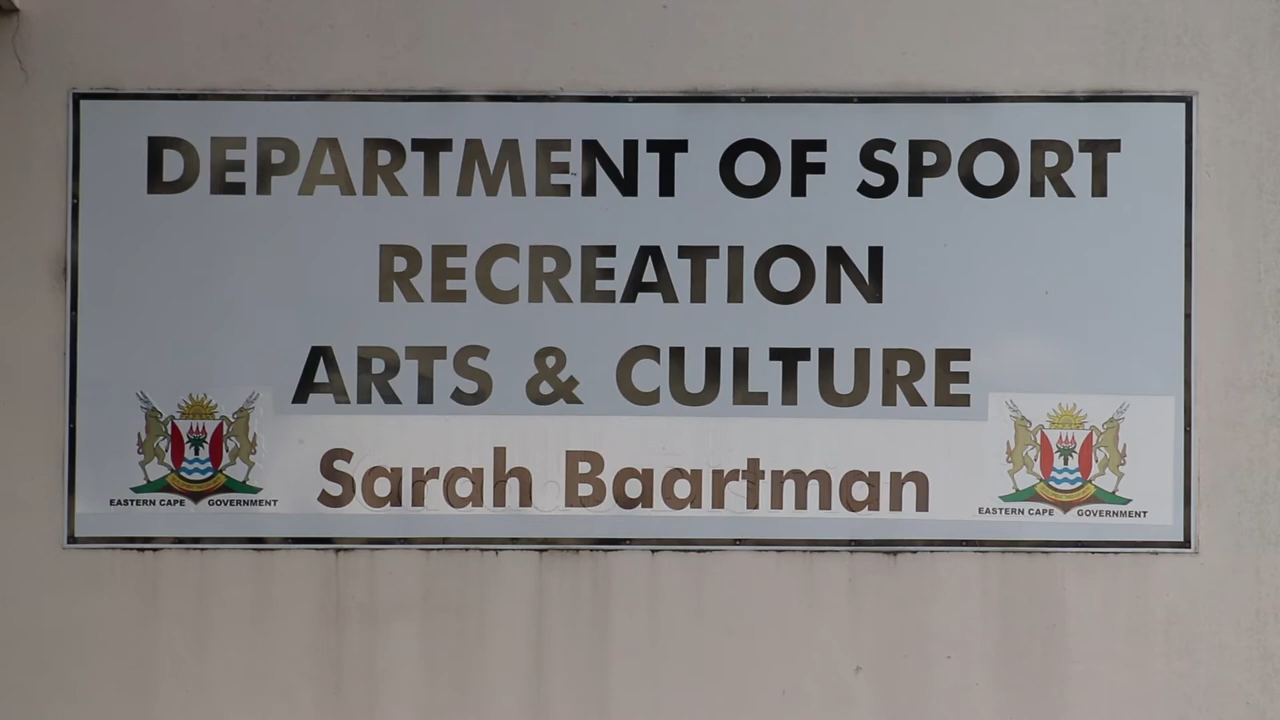 DEPARTMENT OF SPORT
RECREATION
ARTS & CULTURE
Sarah Baartman
EASTERN CAPE GOVERNMENT
EASTERN CAPE GOVERNMENT